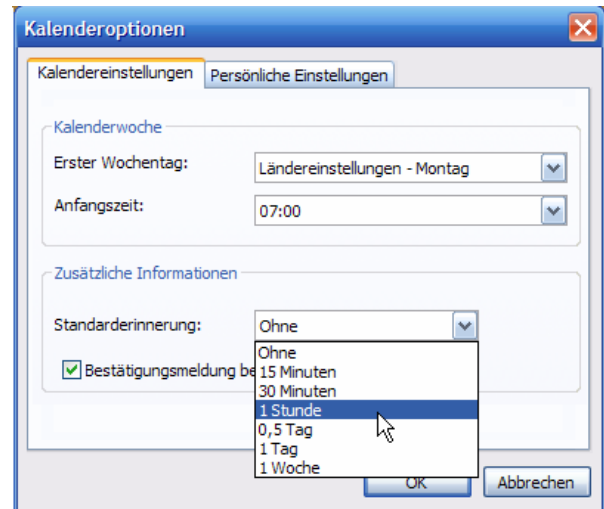 Kalenderoptionen
Kalendereinstellungen Persönliche Einstellungen
Kalenderwoche
Erster Wochentag: Ländereinstellungen - Montag
Anfangszeit: 07:00
Zusätzliche Informationen
Standarderinnerung: Ohne
Ohne
Bestätigungsmeldung 15 Minuten
30 Minuten
1 Stunde
0,5 Tag
1 Tag
1 Woche
OK Abbrechen